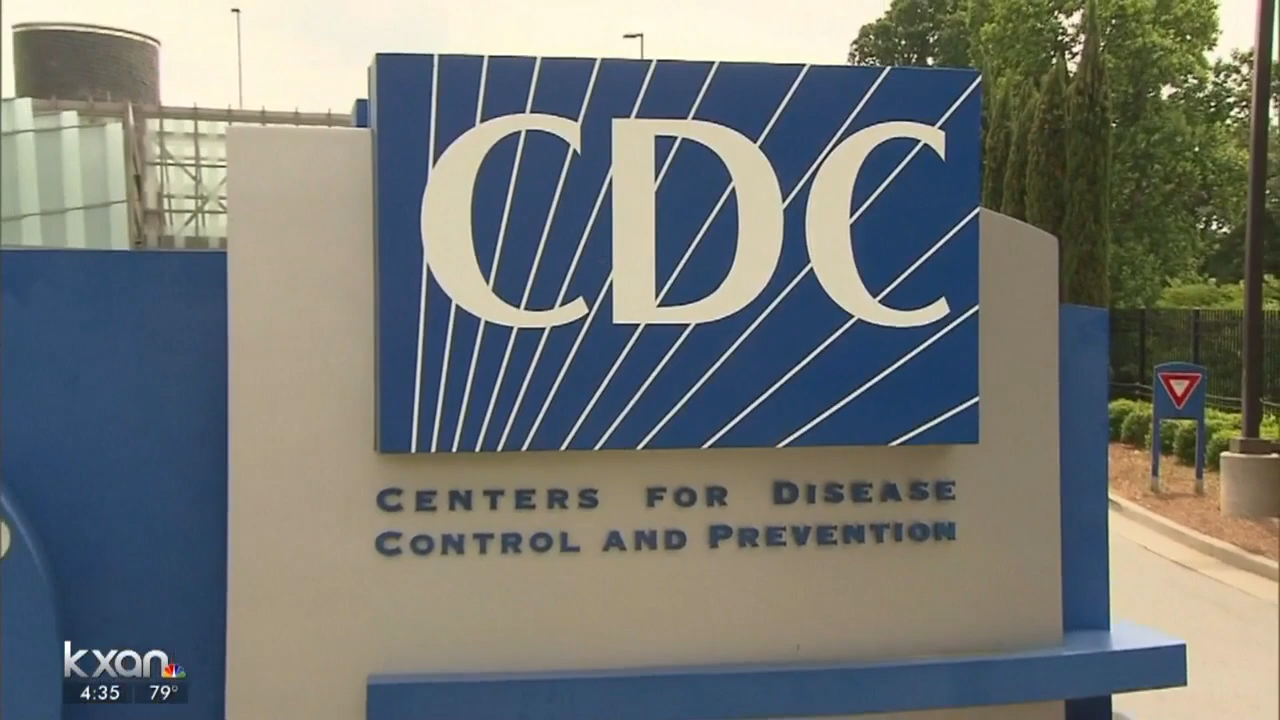 CDC
CENTERS FOR DISEASE
CONTROL AND PREVENTION
kxan
4:35 79°